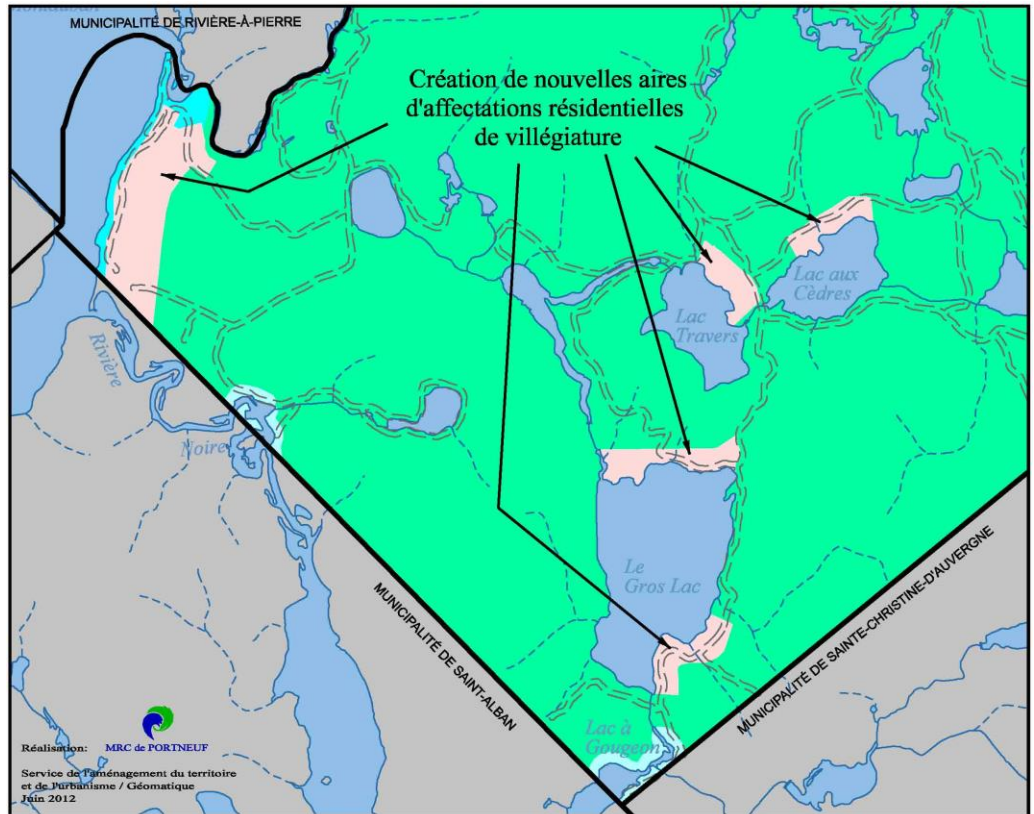 MUNICIPALITÉ DE RIVIÈRE-À-PIERRE
Création de nouvelles aires
d'affectations résidentielles
de villégiature
Lac aux
Cèdres
Lac
Travers
Rivière
Noire
Le
Gros Lac
MUNICIPALITÉ DE SAINT-ALBAN
MUNICIPALITÉ DE SAINTE-CHRISTINE-D'AUVERGNE
Lac à
Gougeon
Réalisation: MRC de PORTNEUF
Service de l'aménagement du territoire
et de l'urbanisme / Géomatique
Juin 2012